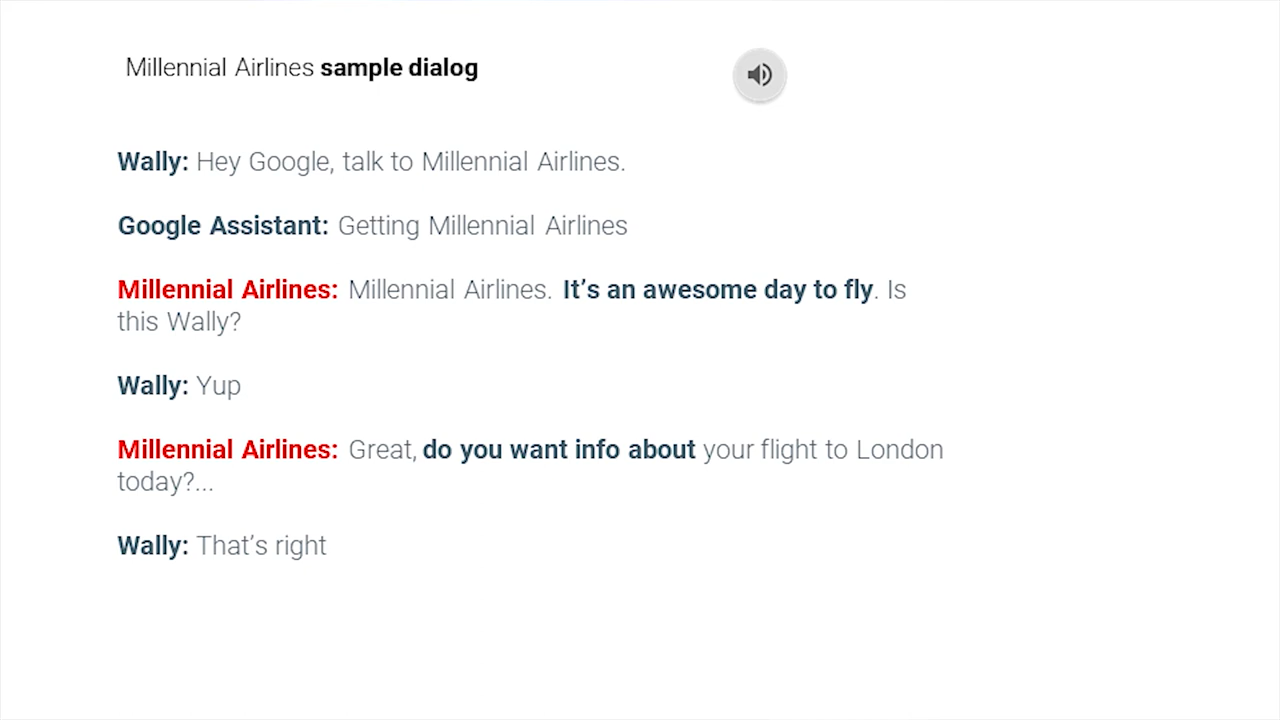 Millennial Airlines sample dialog
Wally: Hey Google, talk to Millennial Airlines.
Google Assistant: Getting Millennial Airlines
Millennial Airlines: Millennial Airlines. It’s an awesome day to fly. Is
this Wally?
Wally: Yup
Millennial Airlines: Great, do you want info about your flight to London
today?...
Wally: That’s right